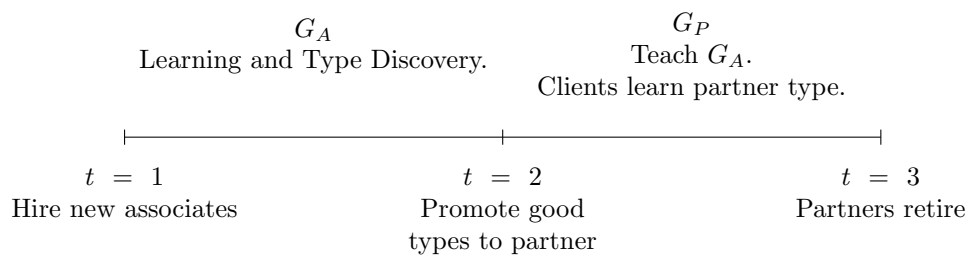 G_A
Learning and Type Discovery.
G_P
Teach G_A.
Clients learn partner type.
t = 1
Hire new associates
t = 2
Promote good
types to partner
t = 3
Partners retire